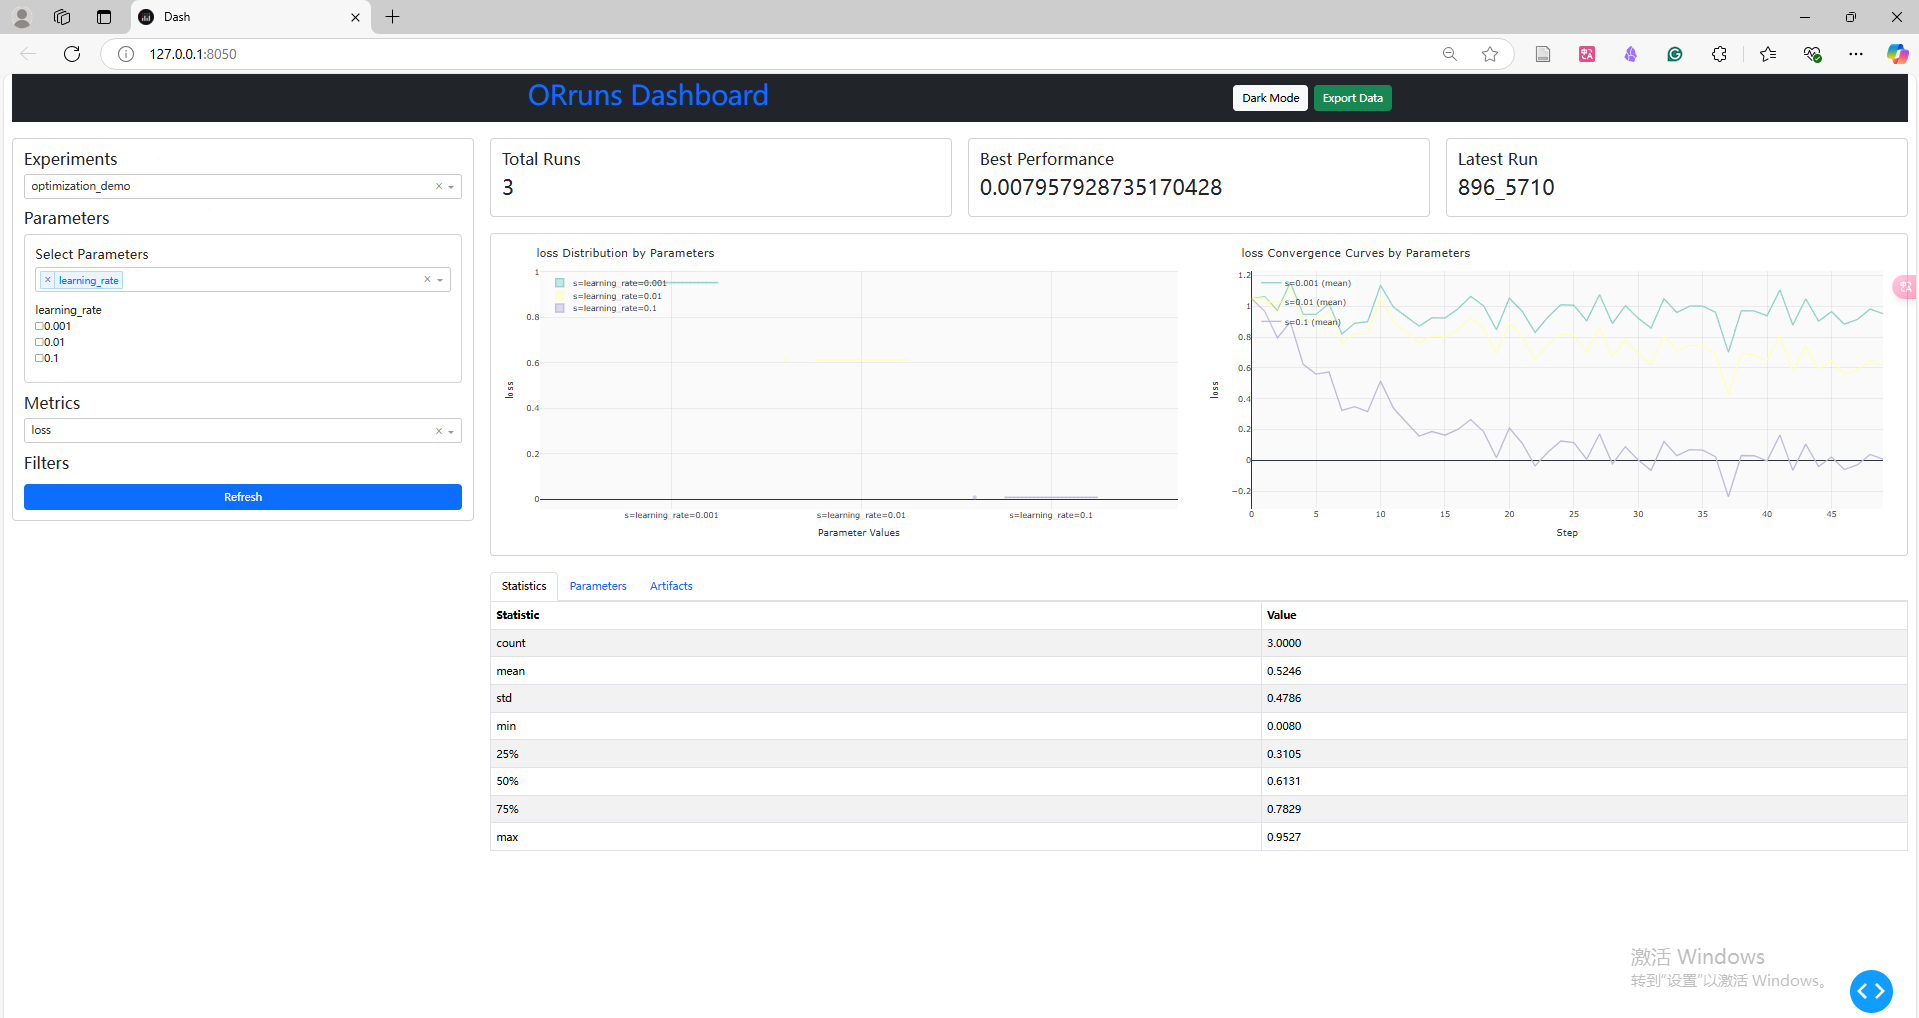 Dash
127.0.0.1:8050
ORruns Dashboard
Dark Mode
Export Data
Experiments
optimization_demo
Parameters
Select Parameters
learning_rate
learning_rate
0.001
0.01
0.1
Metrics
loss
Filters
Refresh
Total Runs
3
Best Performance
0.007957928735170428
Latest Run
896_5710
loss Distribution by Parameters
s=learning_rate=0.001
s=learning_rate=0.01
s=learning_rate=0.1
1
0.8
0.6
0.4
0.2
0
loss
s=learning_rate=0.001
s=learning_rate=0.01
s=learning_rate=0.1
Parameter Values
loss Convergence Curves by Parameters
s=0.001 (mean)
s=0.01 (mean)
s=0.1 (mean)
1.2
1
0.8
0.6
0.4
0.2
0
−0.2
loss
0
5
10
15
20
25
30
35
40
45
Step
Statistics
Parameters
Artifacts
Statistic Value
count 3.0000
mean 0.5246
std 0.4786
min 0.0080
25% 0.3105
50% 0.6131
75% 0.7829
max 0.9527
激活 Windows
转到"设置"以激活 Windows。